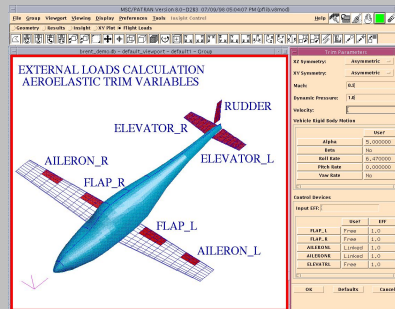 MSC/PATRAN Version 8.0-
File Group Viewport Viewing Display Preferences Tools Insight Control Help
Geometry Results Insight XY Plot Flight Loads
brent_demo.db - default_viewport - default1 - Group
EXTERNAL LOADS CALCULATION
AEROELASTIC TRIM VARIABLES
RUDDER
ELEVATOR_R
ELEVATOR_L
AILERON_R
FLAP_R
FLAP_L
AILERON_L
Trim Parameters
XZ Symmetry: Asymmetric
XY Symmetry: Asymmetric
Mach:
Dynamic Pressure:
Velocity:
Vehicle Rigid Body Motion
User
Alpha 5.000000
Beta No
Roll Rate 6.470000
Pitch Rate 0.000000
Yaw Rate No
Control Devices
Input EFF:
User EFF
FLAP_L Free 1.0
FLAP_R Free 1.0
AILERONL Linked 1.0
AILERONR Linked 1.0
ELEVATRL Free 1.0
OK Defaults Cancel